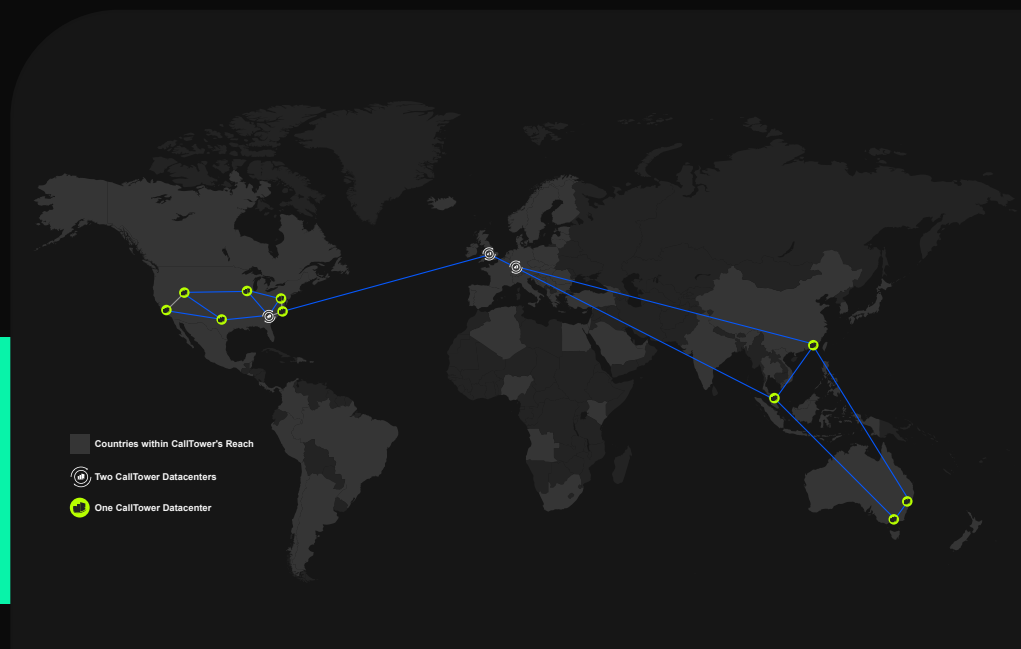 Countries within CallTower's Reach
Two CallTower Datacenters
One CallTower Datacenter